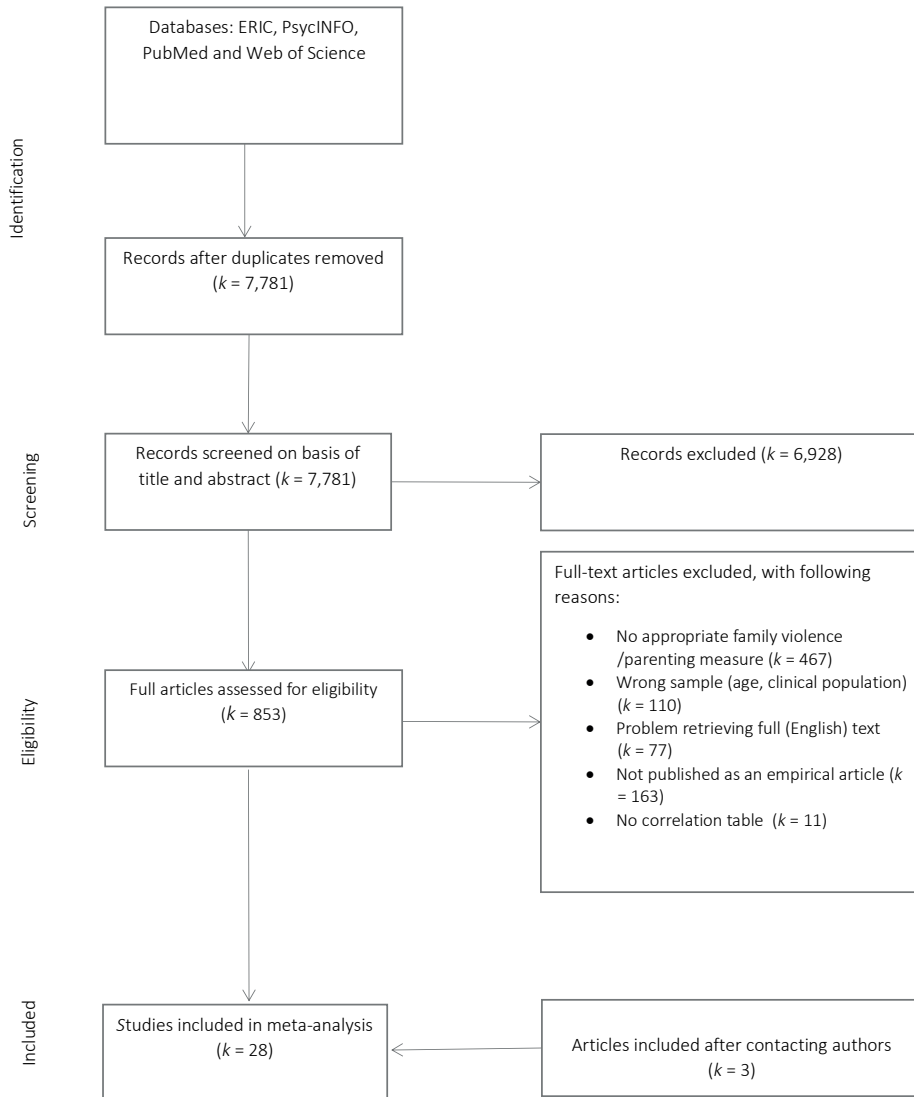 Databases: ERIC, PsycINFO,
PubMed and Web of Science
Identification
Records after duplicates removed
(k = 7,781)
Screening
Records screened on basis of
title and abstract (k = 7,781)
Records excluded (k = 6,928)
Eligibility
Full articles assessed for eligibility
(k = 853)
Full-text articles excluded, with following
reasons:
• No appropriate family violence
/parenting measure (k = 467)
• Wrong sample (age, clinical population)
(k = 110)
• Problem retrieving full (English) text
(k = 77)
• Not published as an empirical article (k
= 163)
• No correlation table (k = 11)
Included
Studies included in meta-analysis
(k = 28)
Articles included after contacting authors
(k = 3)